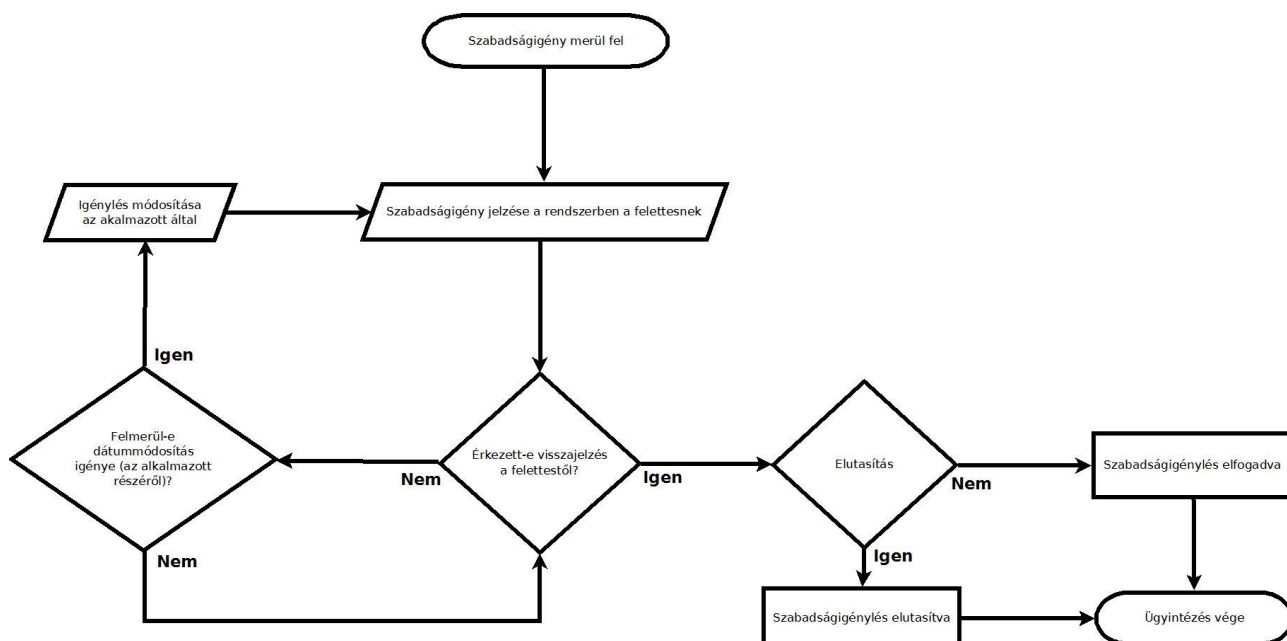 Szabadságigény merül fel
Igénylés módosítása
az akalmazott által
Szabadságigény jelzése a rendszerben a felettesnek
Igen
Felmerül-e
dátummódosítás
igénye (az alkalmazott
részéről)?
Nem
Érkezett-e visszajelzés
a felettestől?
Nem
Igen
Elutasítás
Nem
Szabadságigénylés elfogadva
Igen
Szabadságigénylés elutasítva
Ügyintézés vége